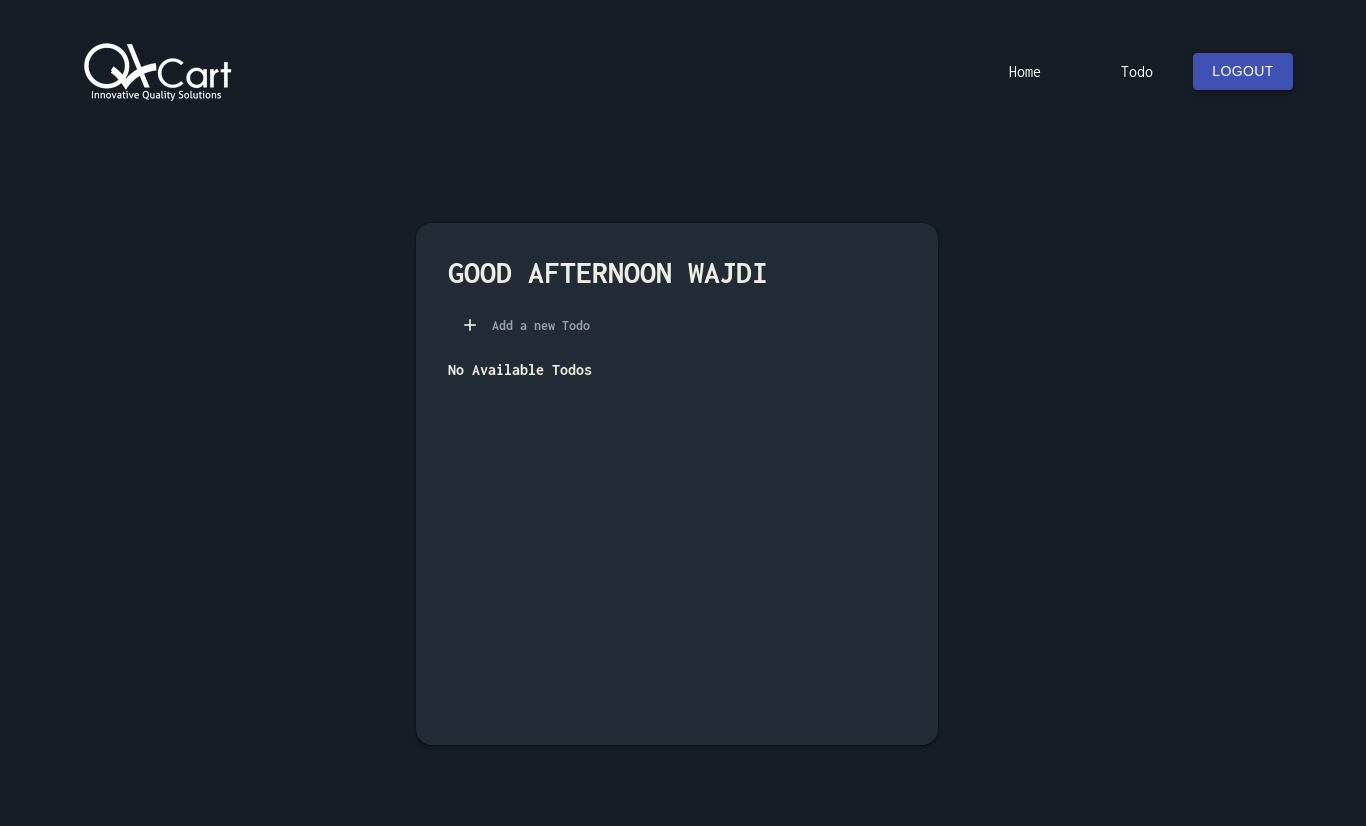 QACart
Innovative Quality Solutions
Home
Todo
LOGOUT
GOOD AFTERNOON WAJDI
Add a new Todo
No Available Todos